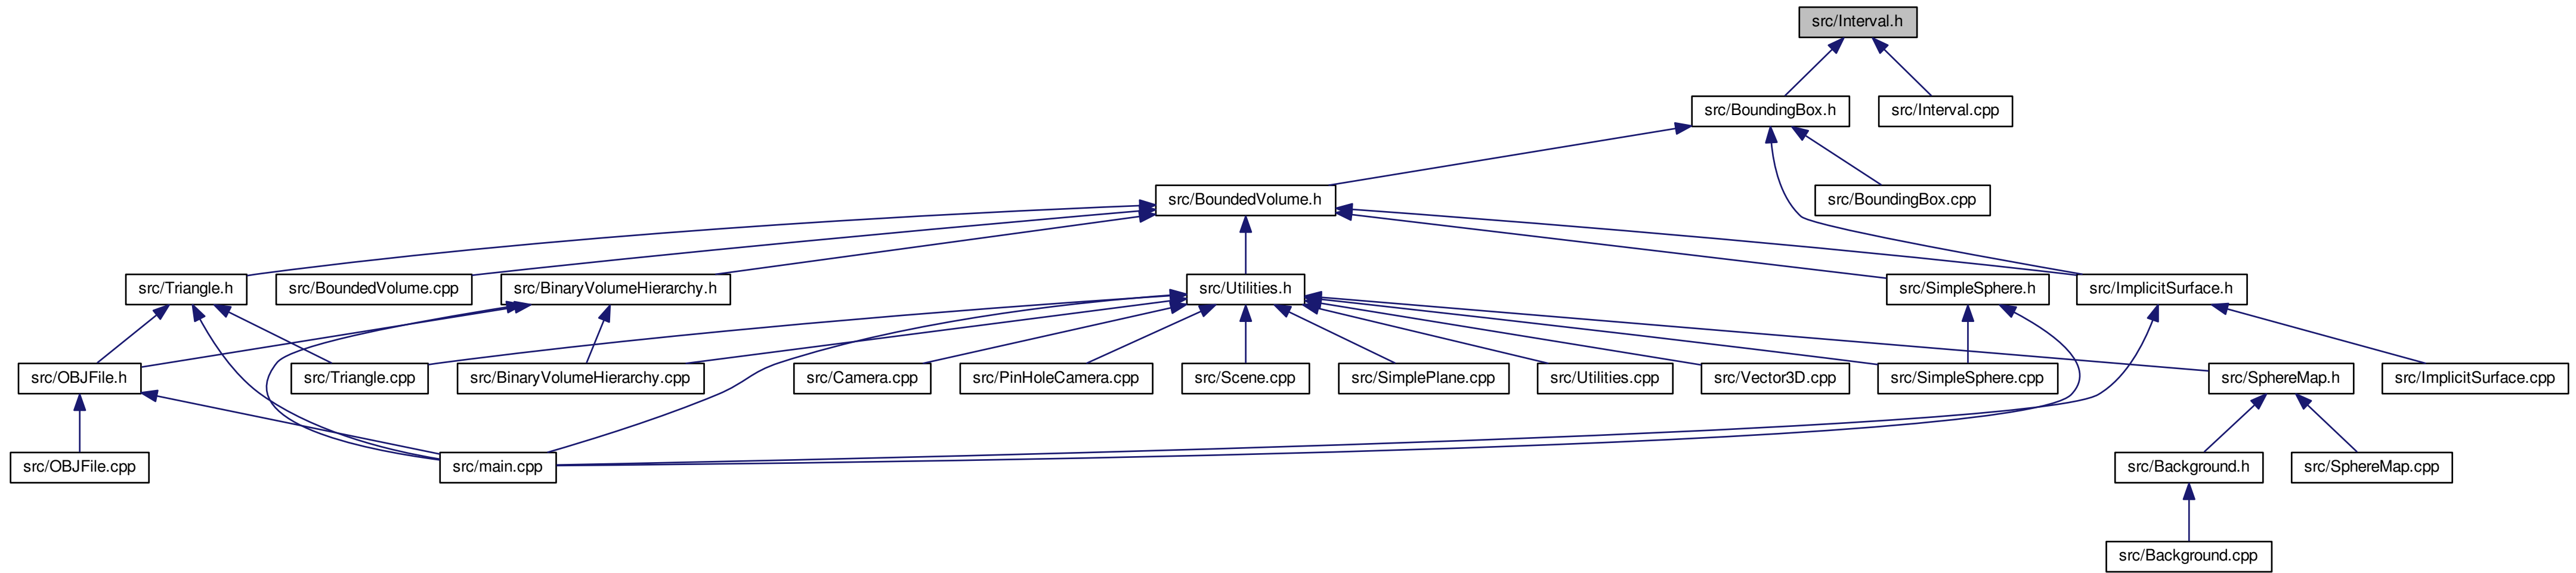 src/Interval.h
src/BoundingBox.h
src/Interval.cpp
src/BoundedVolume.h
src/BoundingBox.cpp
src/Triangle.h
src/BoundedVolume.cpp
src/BinaryVolumeHierarchy.h
src/Utilities.h
src/SimpleSphere.h
src/ImplicitSurface.h
src/OBJFile.h
src/Triangle.cpp
src/BinaryVolumeHierarchy.cpp
src/Camera.cpp
src/PinHoleCamera.cpp
src/Scene.cpp
src/SimplePlane.cpp
src/Utilities.cpp
src/Vector3D.cpp
src/SimpleSphere.cpp
src/SphereMap.h
src/ImplicitSurface.cpp
src/OBJFile.cpp
src/main.cpp
src/Background.h
src/SphereMap.cpp
src/Background.cpp